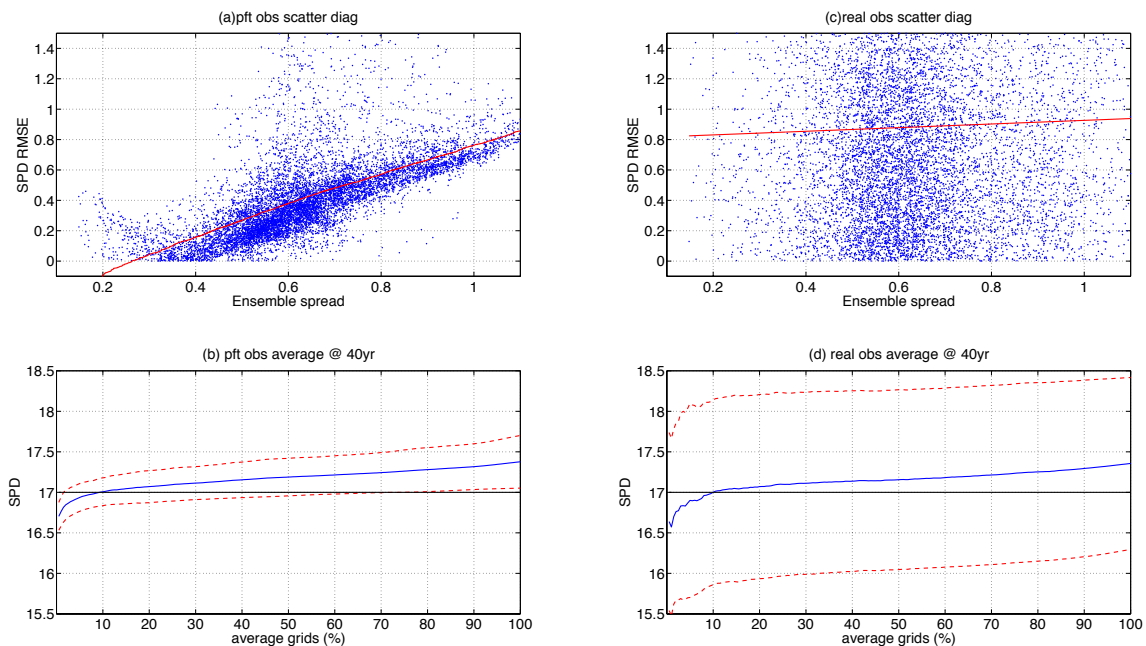 (a)pft obs scatter diag
1.4
1.2
1
0.8
0.6
0.4
0.2
0
SPD RMSE
0.2 0.4 0.6 0.8 1
Ensemble spread
(c)real obs scatter diag
1.4
1.2
1
0.8
0.6
0.4
0.2
0
SPD RMSE
0.2 0.4 0.6 0.8 1
Ensemble spread
(b) pft obs average @ 40yr
18.5
18
17.5
17
16.5
16
15.5
SPD
10 20 30 40 50 60 70 80 90 100
average grids (%)
(d) real obs average @ 40yr
18.5
18
17.5
17
16.5
16
15.5
SPD
10 20 30 40 50 60 70 80 90 100
average grids (%)